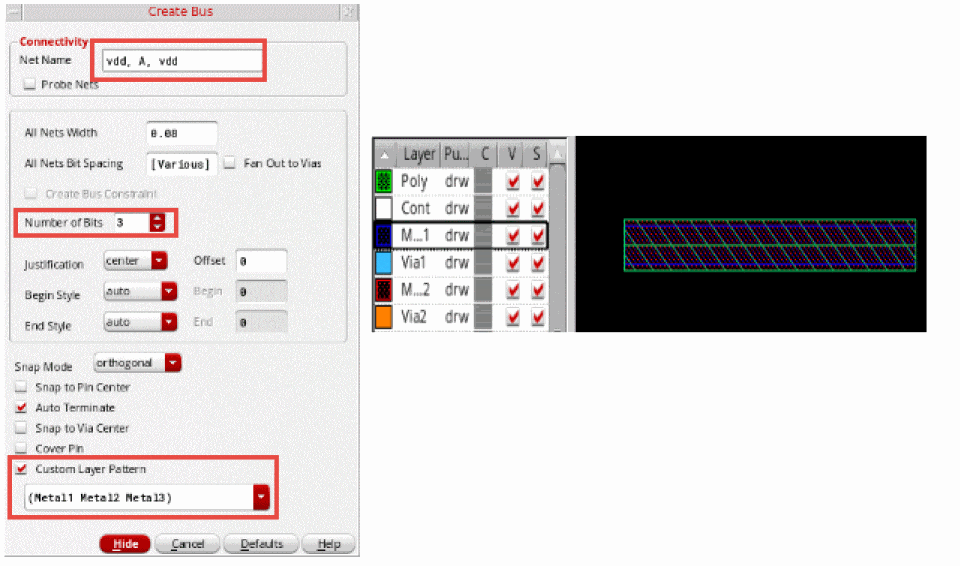 Create Bus
Connectivity
Net Name vdd, A, vdd
Probe Nets
All Nets Width 0.08
All Nets Bit Spacing [Various] Fan Out to Vias
Create Bus Constraint
Number of Bits 3
Justification center Offset 0
Begin Style auto Begin 0
End Style auto End 0
Snap Mode orthogonal
Snap to Pin Center
Auto Terminate
Snap to Via Center
Cover Pin
Custom Layer Pattern
(Metal1 Metal2 Metal3)
Hide Cancel Defaults Help
Layer Pu... C V S
Poly drw
Cont drw
M...1 drw
Via1 drw
M...2 drw
Via2 drw